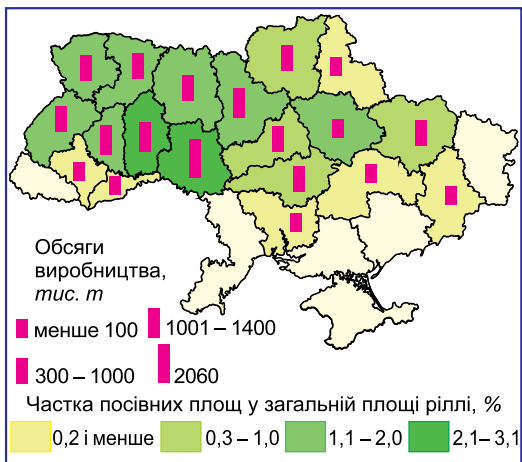 Обсяги
виробництва,
тис. т
менше 100
1001 – 1400
300 – 1000
2060
Частка посівних площ у загальній площі ріллі, %
0,2 і менше
0,3 – 1,0
1,1 – 2,0
2,1– 3,1